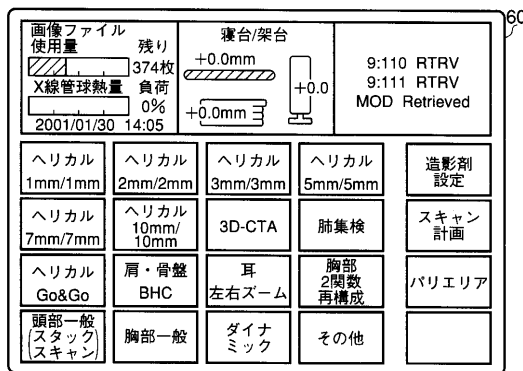 60
画像ファイル
使用量 残り
374枚
X線管球熱量 負荷
0%
2001/01/30 14:05
寝台/架台
+0.0mm
+0.0
+0.0mm
9:110 RTRV
9:111 RTRV
MOD Retrieved
ヘリカル
1mm/1mm
ヘリカル
2mm/2mm
ヘリカル
3mm/3mm
ヘリカル
5mm/5mm
造影剤
設定
ヘリカル
7mm/7mm
ヘリカル
10mm/
10mm
3D-CTA
肺集検
スキャン
計画
ヘリカル
Go&Go
肩・骨盤
BHC
耳
左右ズーム
胸部
2関数
再構成
バリエリア
頭部一般
(スタック
スキャン)
胸部一般
ダイナ
ミック
その他